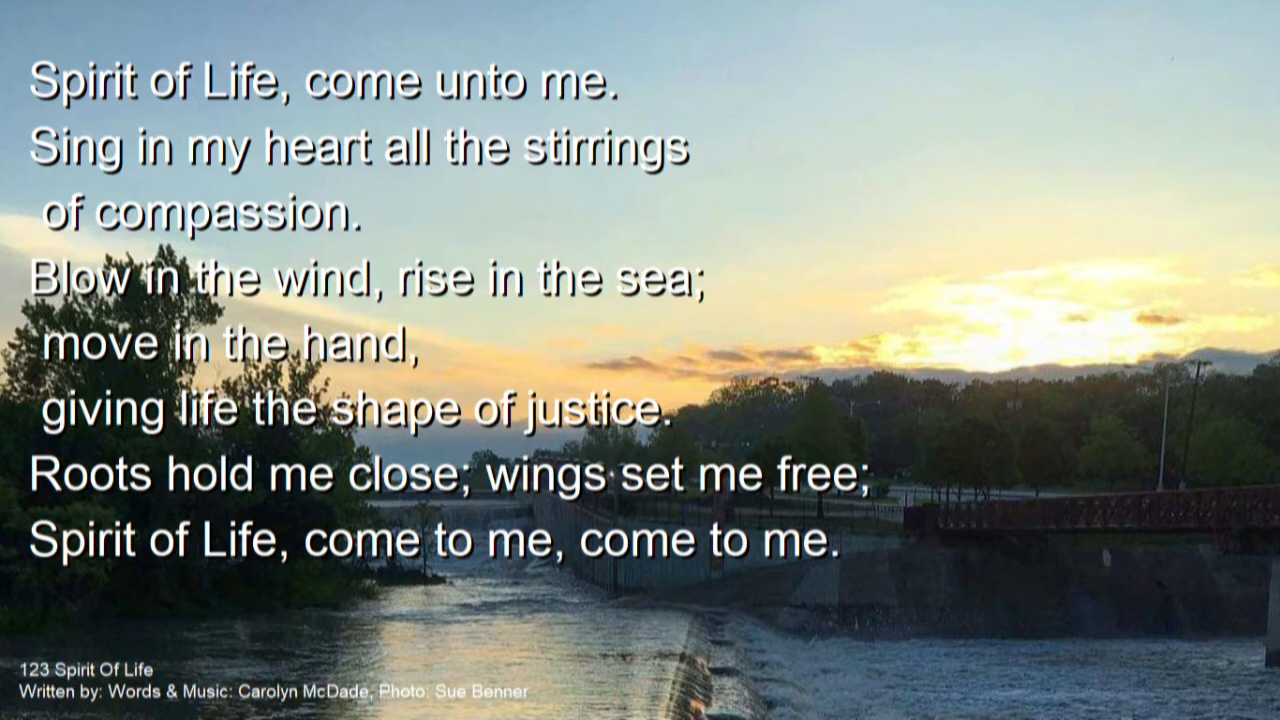 Spirit of Life, come unto me.
Sing in my heart all the stirrings
of compassion.
Blow in the wind, rise in the sea;
move in the hand,
giving life the shape of justice.
Roots hold me close; wings set me free;
Spirit of Life, come to me, come to me.
123 Spirit Of Life
Written by: Words & Music: Carolyn McDade, Photo: Sue Benner